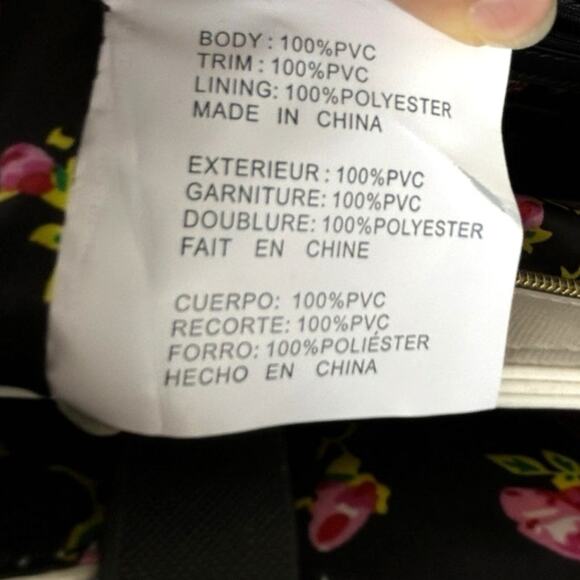 BODY : 100%PVC
TRIM : 100%PVC
LINING: 100%POLYESTER
MADE IN CHINA
EXTERIEUR : 100%PVC
GARNITURE: 100%PVC
DOUBLURE: 100%POLYESTER
FAIT EN CHINE
CUERPO: 100%PVC
RECORTE: 100%PVC
FORRO: 100%POLIÉSTER
HECHO EN CHINA